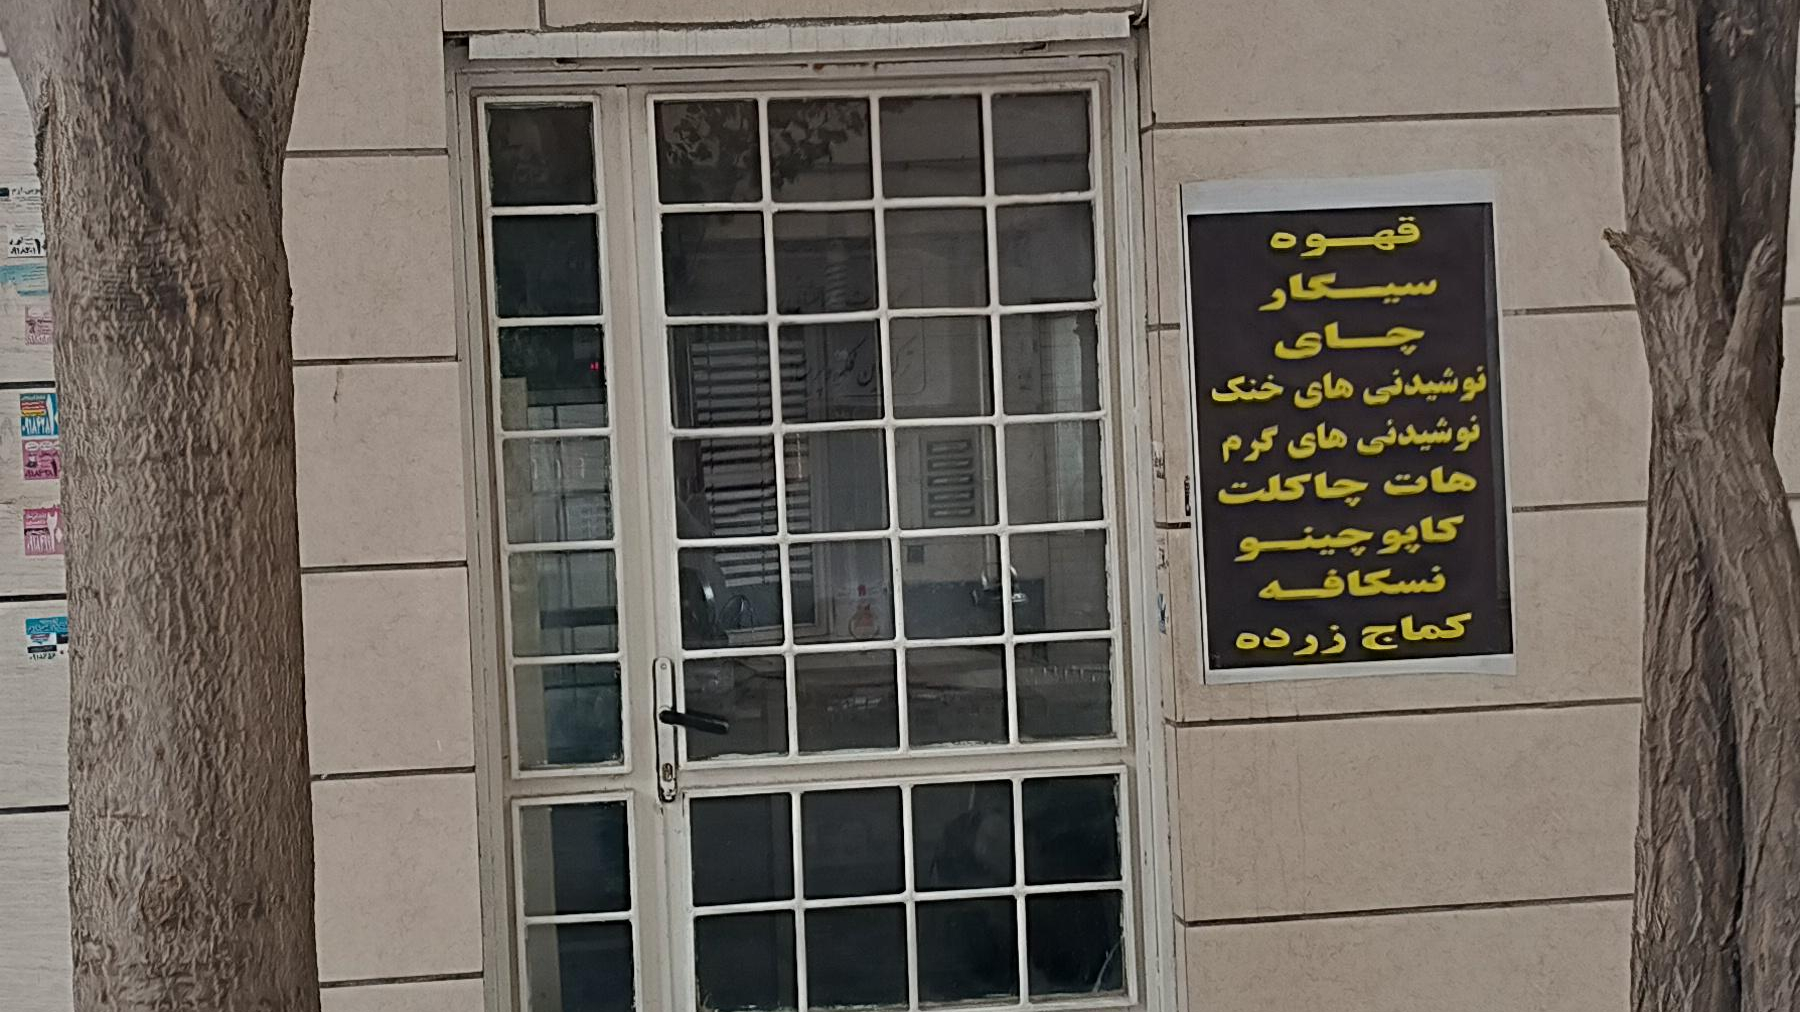 قهوه
سیگار
چای
نوشیدنی های خنک
نوشیدنی های گرم
هات چاکلت
کاپوچینو
نسکافه
کماج زرده